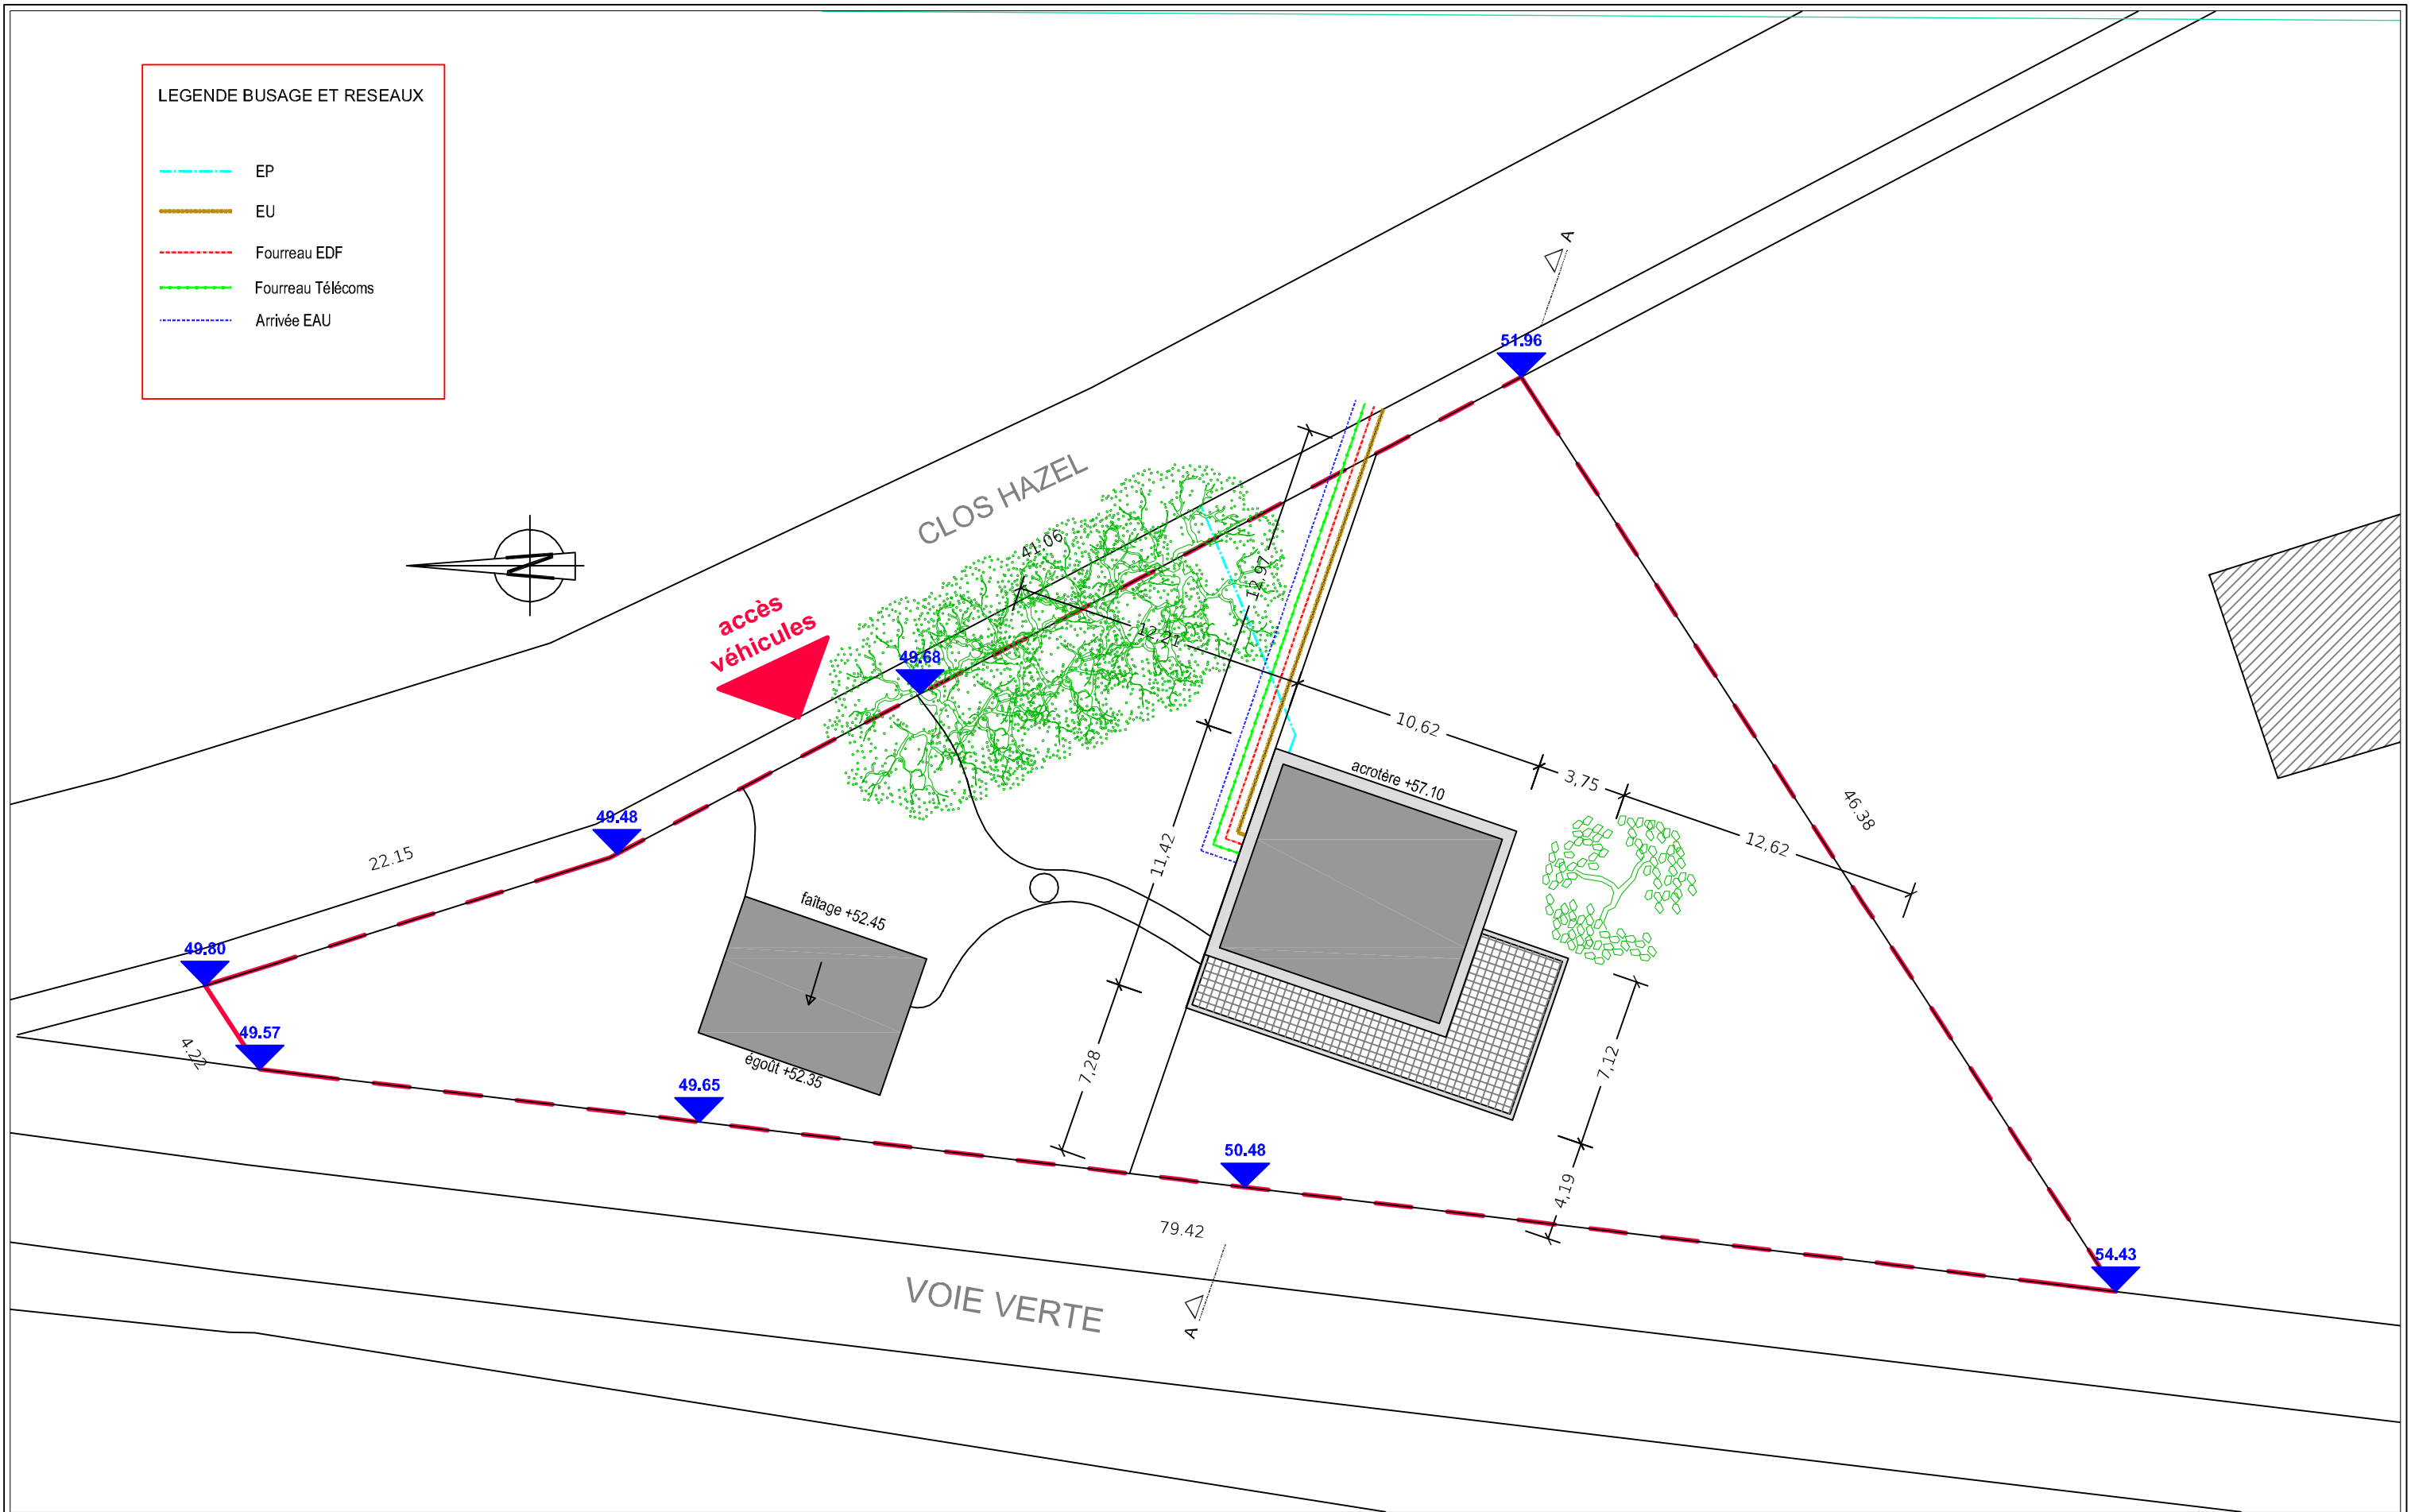 LEGENDE BUSAGE ET RESEAUX
EP
EU
Fourreau EDF
Fourreau Télécoms
Arrivée EAU
A
51.96
CLOS HAZEL
41.06
12,97
N
accès
véhicules
12,21
49.68
10,62
acrotère +57.10
3,75
46.38
12,62
49.48
22.15
11,42
faîtage +52.45
49.80
49.57
4.22
égoût +52.35
7,28
7,12
49.65
50.48
4,19
79.42
54.43
VOIE VERTE
A